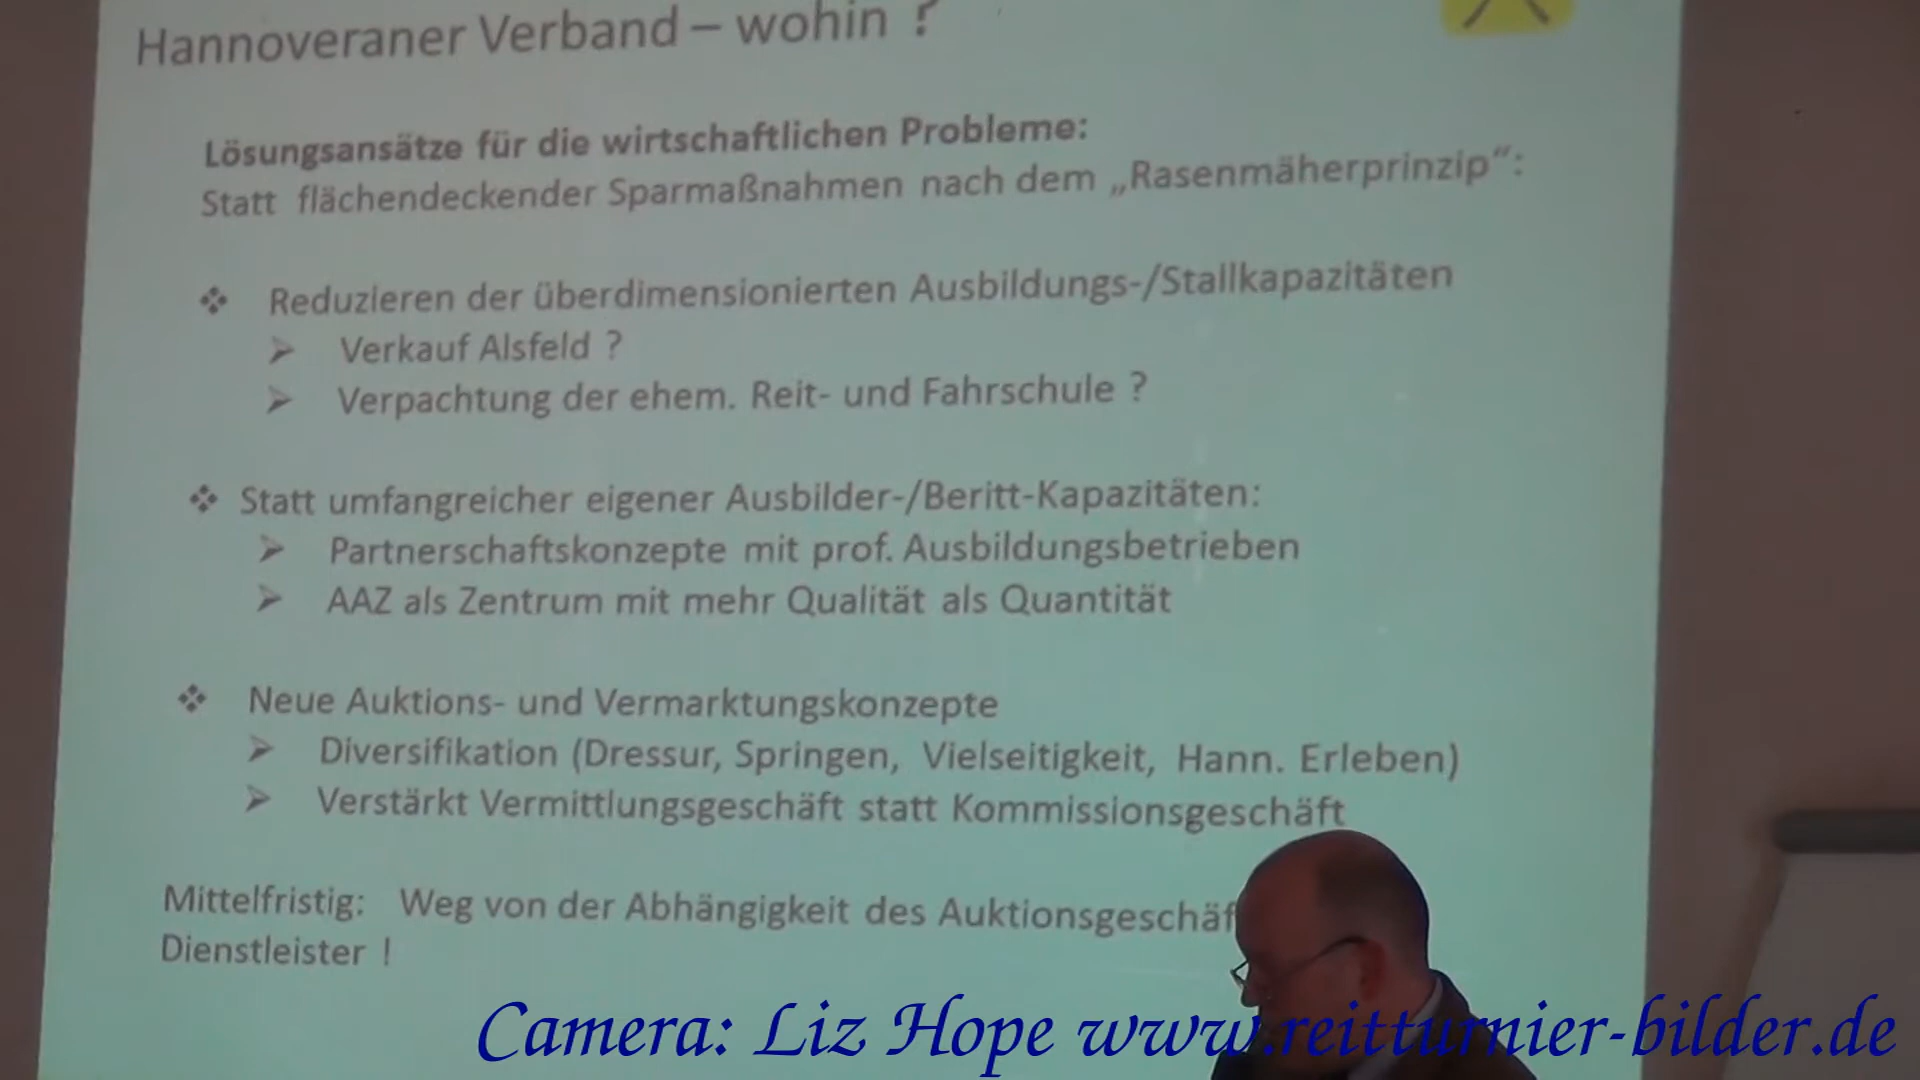 Hannoveraner Verband – wohin ?
Lösungsansätze für die wirtschaftlichen Probleme:
Statt flächendeckender Sparmaßnahmen nach dem „Rasenmäherprinzip“:
❖ Reduzieren der überdimensionierten Ausbildungs-/Stallkapazitäten
➢ Verkauf Alsfeld ?
➢ Verpachtung der ehem. Reit- und Fahrschule ?
❖ Statt umfangreicher eigener Ausbilder-/Beritt-Kapazitäten:
➢ Partnerschaftskonzepte mit prof. Ausbildungsbetrieben
➢ AAZ als Zentrum mit mehr Qualität als Quantität
❖ Neue Auktions- und Vermarktungskonzepte
➢ Diversifikation (Dressur, Springen, Vielseitigkeit, Hann. Erleben)
➢ Verstärkt Vermittlungsgeschäft statt Kommissionsgeschäft
Mittelfristig: Weg von der Abhängigkeit des
Dienstleister !
Camera: Liz Hope www.reitturnier-bilder.de